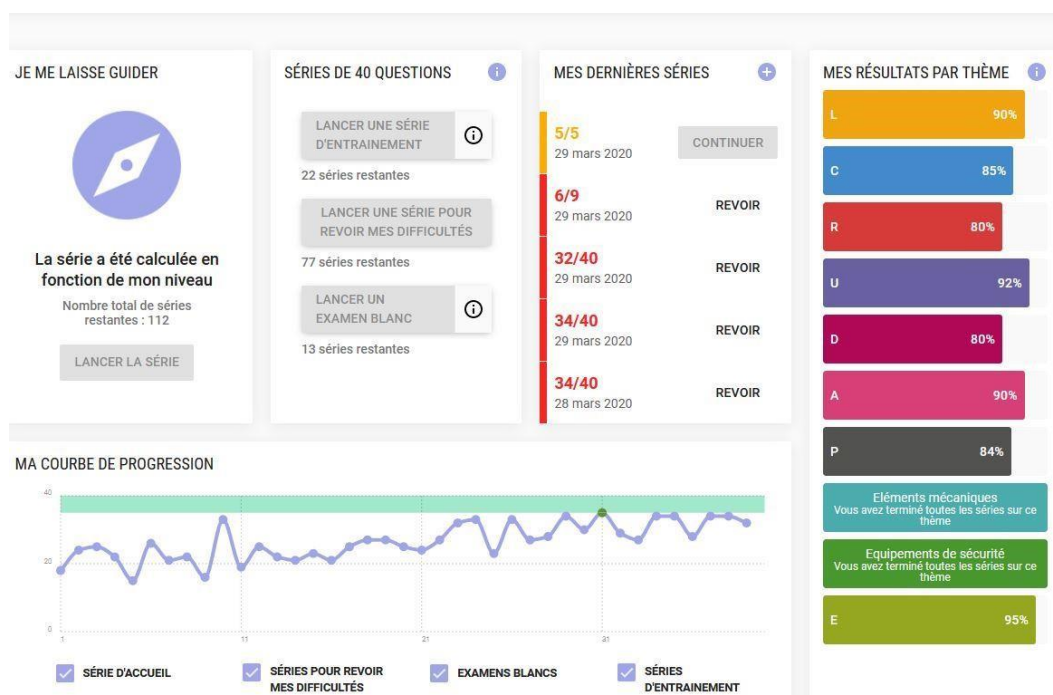 JE ME LAISSE GUIDER
La série a été calculée en
fonction de mon niveau
Nombre total de séries
restantes : 112
LANCER LA SÉRIE
SÉRIES DE 40 QUESTIONS
i
LANCER UNE SÉRIE
D'ENTRAINEMENT
i
22 séries restantes
LANCER UNE SÉRIE POUR
REVOIR MES DIFFICULTÉS
77 séries restantes
LANCER UN
EXAMEN BLANC
i
13 séries restantes
MES DERNIÈRES SÉRIES
+
5/5
29 mars 2020
CONTINUER
6/9
29 mars 2020
REVOIR
32/40
29 mars 2020
REVOIR
34/40
29 mars 2020
REVOIR
34/40
28 mars 2020
REVOIR
MES RÉSULTATS PAR THÈME
i
L 90%
C 85%
R 80%
U 92%
D 80%
A 90%
P 84%
Eléments mécaniques
Vous avez terminé toutes les séries sur ce
thème
Equipements de sécurité
Vous avez terminé toutes les séries sur ce
thème
E 95%
MA COURBE DE PROGRESSION
40
20
0
1 11 21 31
SÉRIE D'ACCUEIL
SÉRIES POUR REVOIR
MES DIFFICULTÉS
EXAMENS BLANCS
SÉRIES
D'ENTRAINEMENT